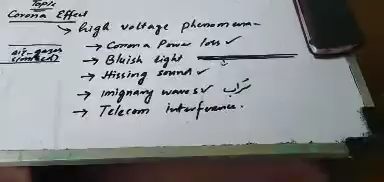 Topic
Corona Effect
→ high voltage phenomena-
→ Corona Power loss ✓
air-gases
(ionized)
→ Bluish light
→ Hissing sound ✓
→ imignary waves ✓
→ Telecom interference.